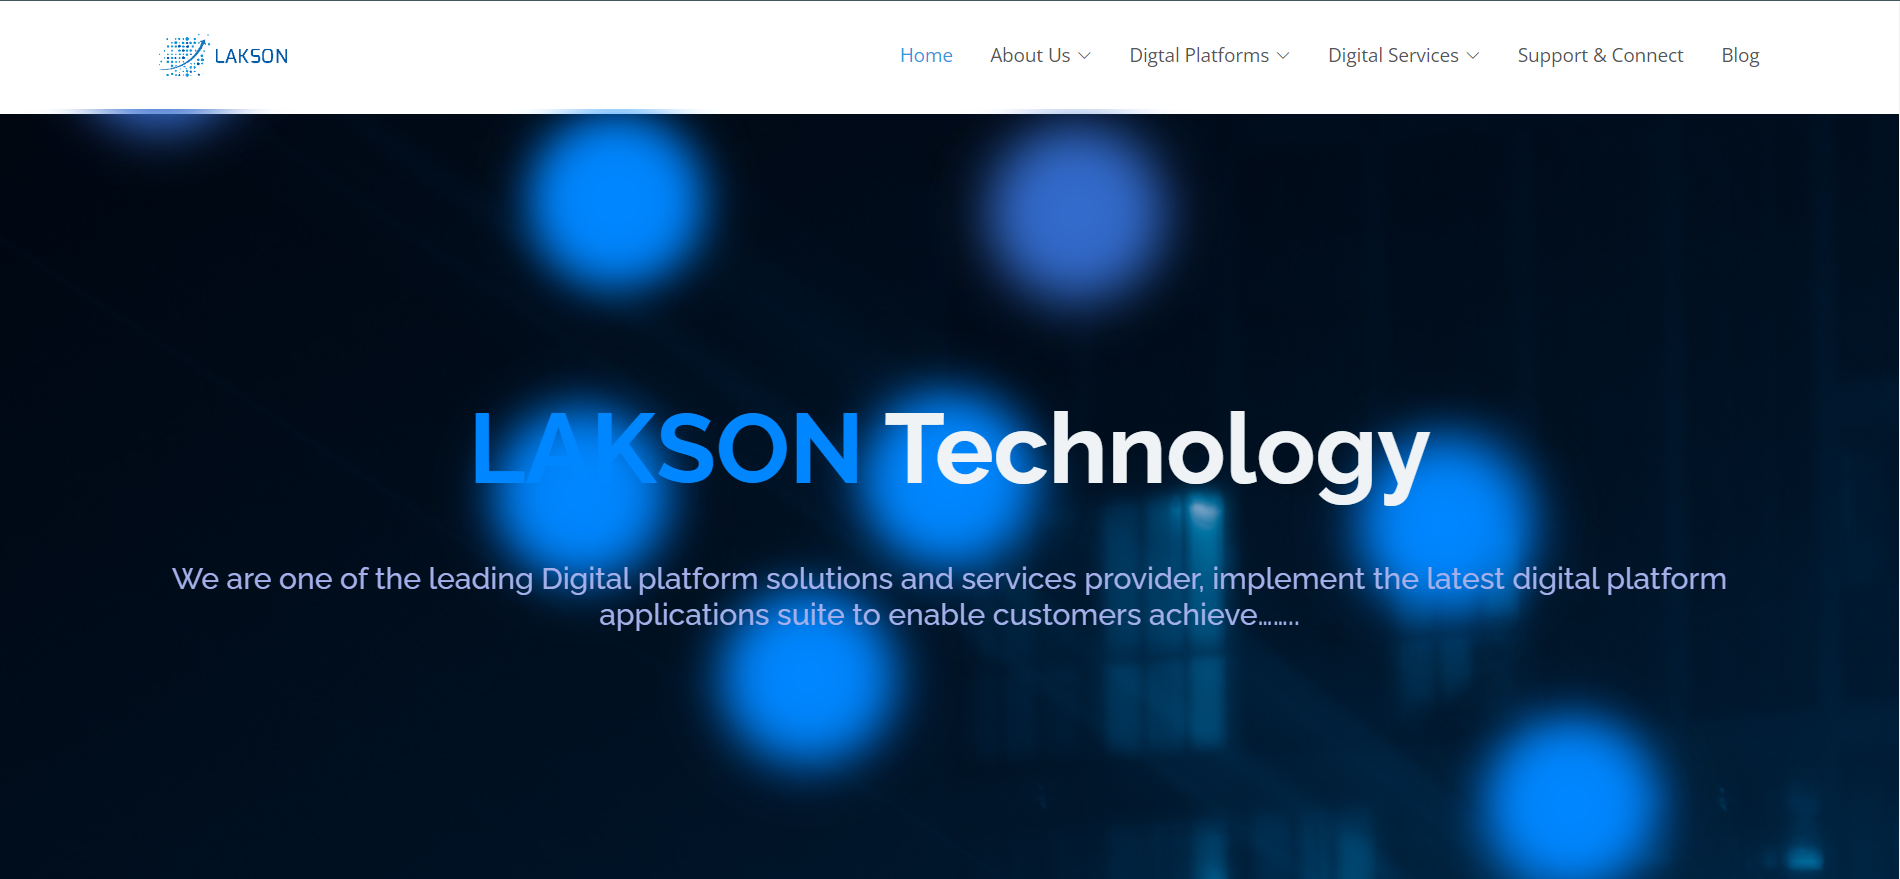 LAKSON
Home About Us Digtal Platforms Digital Services Support & Connect Blog
LAKSON Technology
We are one of the leading Digital platform solutions and services provider, implement the latest digital platform
applications suite to enable customers achieve........